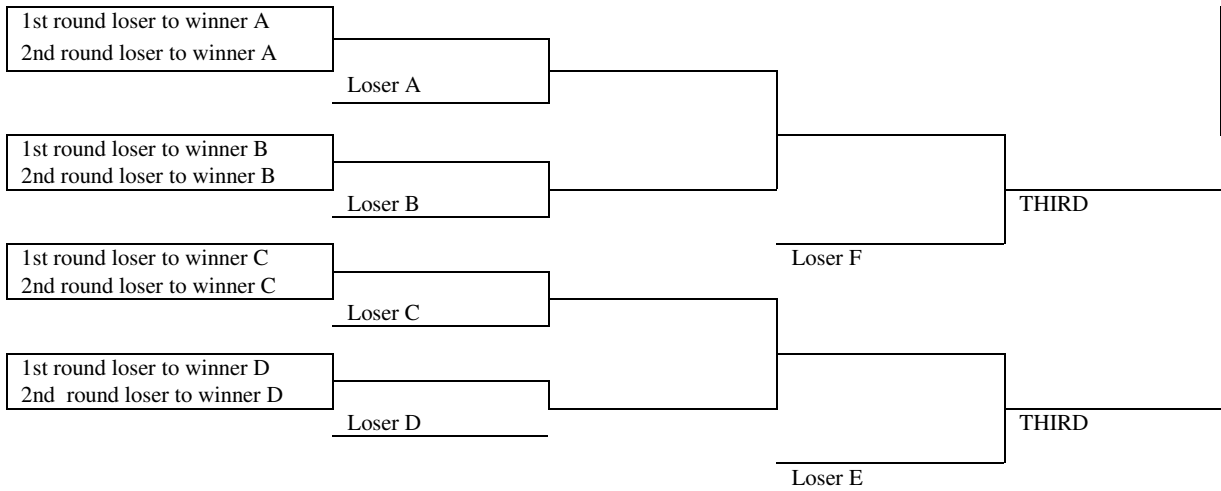 1st round loser to winner A
2nd round loser to winner A
Loser A
1st round loser to winner B
2nd round loser to winner B
Loser B
THIRD
1st round loser to winner C
Loser F
2nd round loser to winner C
Loser C
1st round loser to winner D
2nd  round loser to winner D
Loser D
THIRD
Loser E